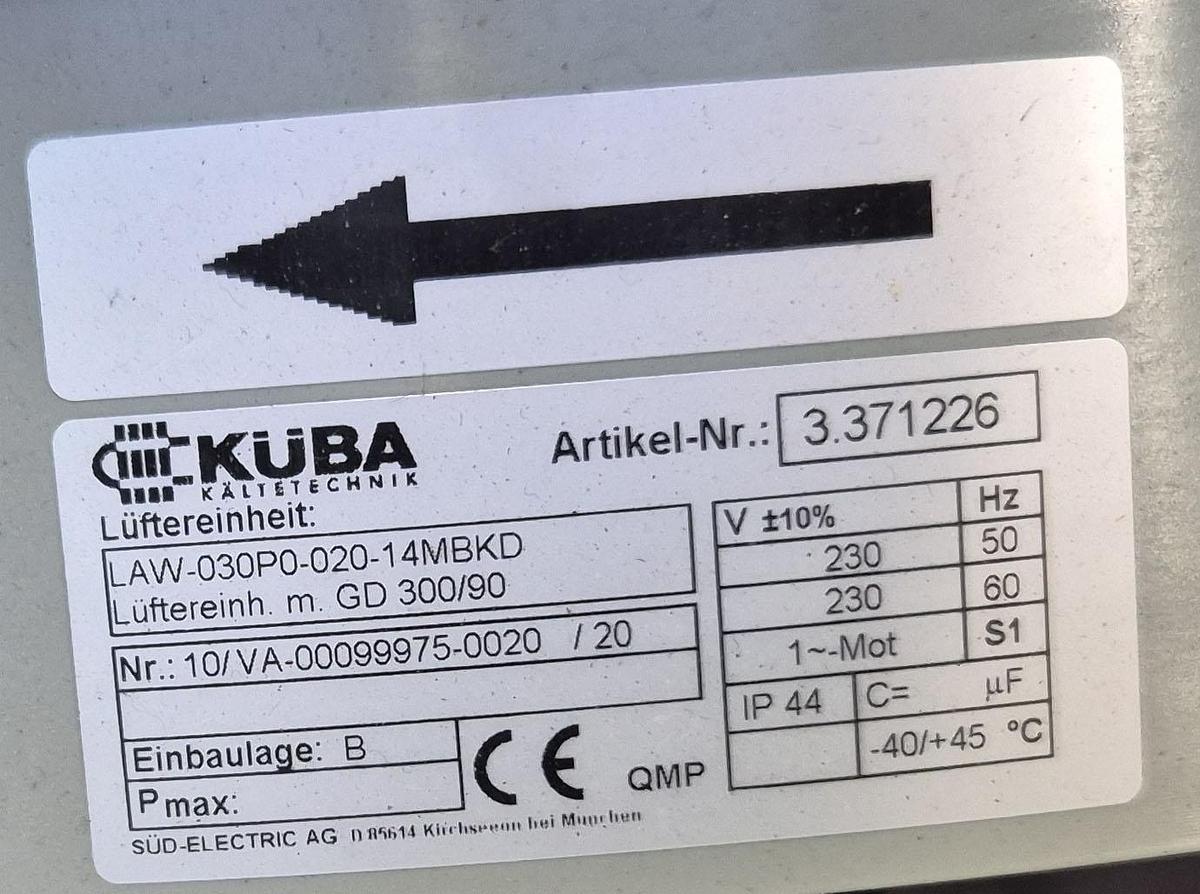 KÜBA
KÄLTETECHNIK
Artikel-Nr.: 3.371226
Lüftereinheit:
LAW-030P0-020-14MBKD
Lüftereinh. m. GD 300/90
Nr.: 10/VA-00099975-0020 / 20
Einbaulage: B
P max:
CE QMP
V ±10% Hz
230 50
230 60
1~-Mot S1
IP 44 C= µF
-40/+45 °C
SÜD-ELECTRIC AG D 85614 Kirchseeon bei München